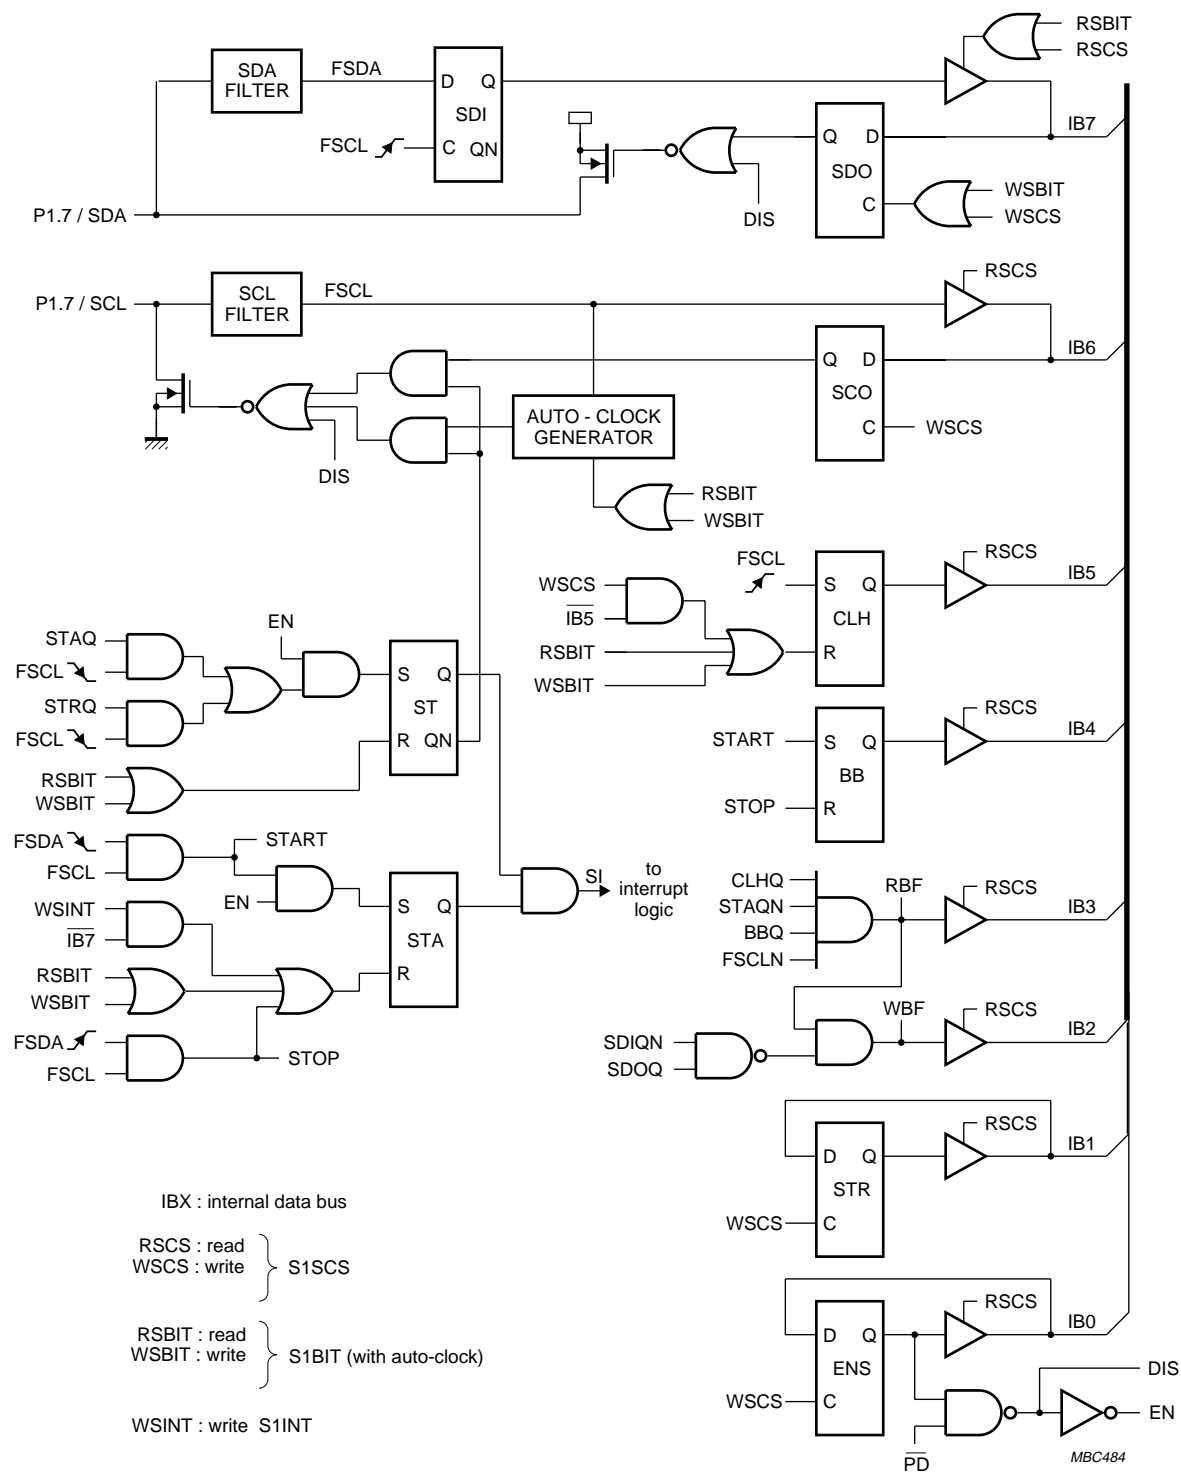 RSBIT
RSCS
SDA
FILTER
FSDA
D Q
SDI
C QN
FSCL
IB7
Q D
SDO
C
WSBIT
WSCS
DIS
P1.7 / SDA
RSCS
P1.7 / SCL
SCL
FILTER
FSCL
IB6
Q D
SCO
C
WSCS
AUTO - CLOCK
GENERATOR
DIS
RSBIT
WSBIT
FSCL
RSCS
WSCS
IB5
S Q
CLH
R
IB5
RSBIT
WSBIT
EN
STAQ
FSCL
STRQ
FSCL
S Q
ST
R QN
RSBIT
WSBIT
RSCS
START
S Q
BB
STOP
R
IB4
FSDA
FSCL
START
EN
WSINT
IB7
S Q
STA
R
SI
to
interrupt
logic
RSBIT
WSBIT
FSDA
FSCL
STOP
CLHQ
STAQN
BBQ
FSCLN
RBF
RSCS
IB3
WBF
RSCS
SDIQN
SDOQ
IB2
RSCS
D Q
STR
WSCS
C
IB1
IBX : internal data bus
RSCS : read
WSCS : write
S1SCS
RSBIT : read
WSBIT : write
S1BIT (with auto-clock)
WSINT : write S1INT
RSCS
D Q
ENS
WSCS
C
IB0
DIS
EN
PD
MBC484